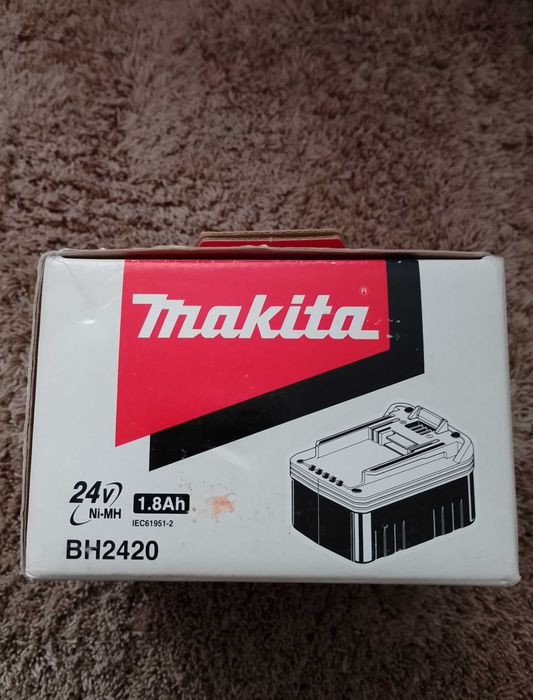 makita®
24V
Ni-MH
1.8Ah
IEC61951-2
BH2420